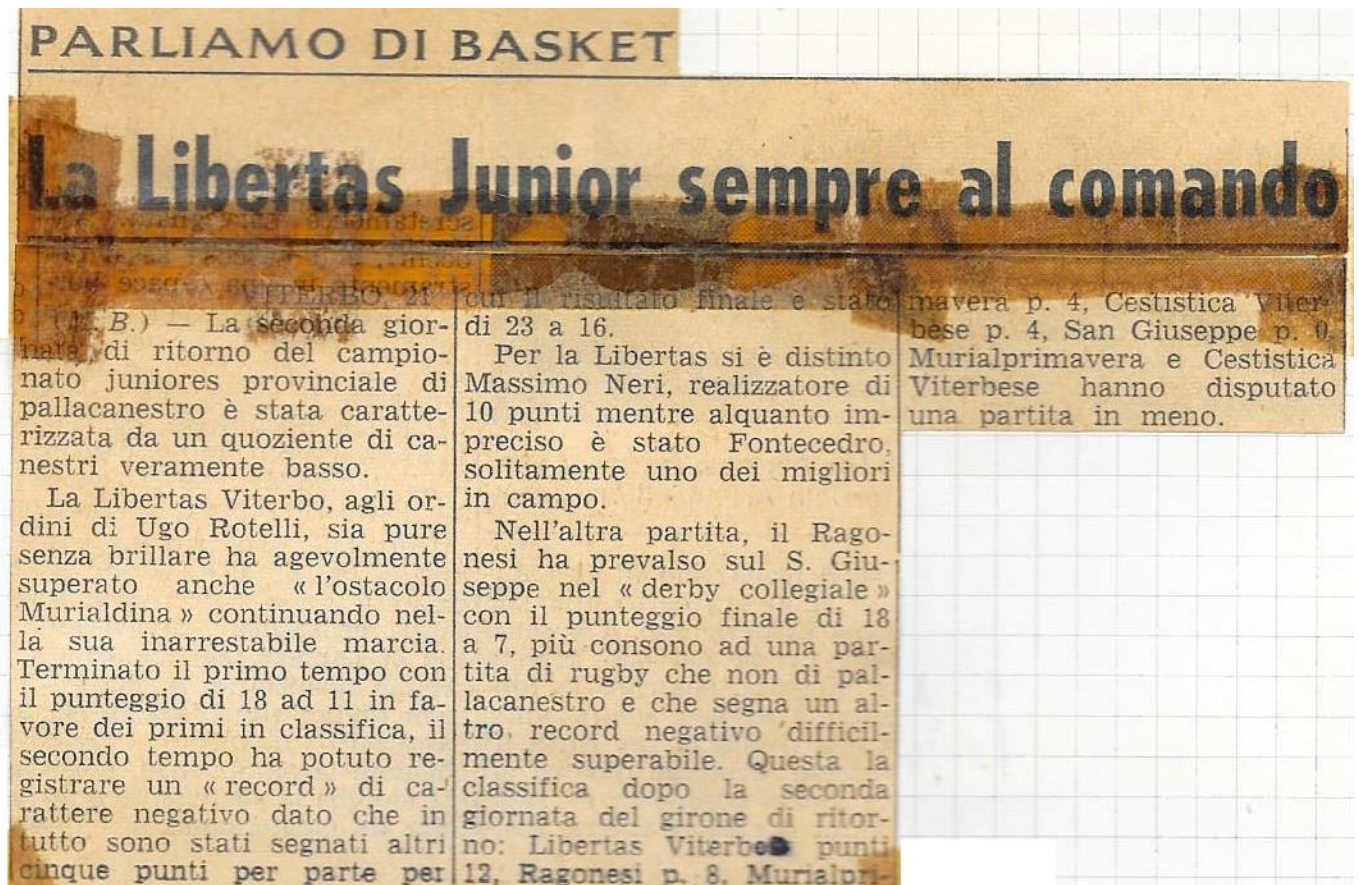 PARLIAMO DI BASKET
La Libertas Junior sempre al comando
VITERBO, 21
(M. B.) — La seconda gior-
nata di ritorno del campio-
nato juniores provinciale di
pallacanestro è stata caratte-
rizzata da un quoziente di ca-
nestri veramente basso.
La Libertas Viterbo, agli or-
dini di Ugo Rotelli, sia pure
senza brillare ha agevolmente
superato anche « l'ostacolo
Murialdina » continuando nel-
la sua inarrestabile marcia.
Terminato il primo tempo con
il punteggio di 18 ad 11 in fa-
vore dei primi in classifica, il
secondo tempo ha potuto re-
gistrare un « record » di ca-
rattere negativo dato che in
tutto sono stati segnati altri
cinque punti per parte per
cui il risultato finale è stato
di 23 a 16.
Per la Libertas si è distinto
Massimo Neri, realizzatore di
10 punti mentre alquanto im-
preciso è stato Fontecedro,
solitamente uno dei migliori
in campo.
Nell'altra partita, il Rago-
nesi ha prevalso sul S. Giu-
seppe nel « derby collegiale »
con il punteggio finale di 18
a 7, più consono ad una par-
tita di rugby che non di pal-
lacanestro e che segna un al-
tro record negativo difficil-
mente superabile. Questa la
classifica dopo la seconda
giornata del girone di ritor-
no: Libertas Viterbo punti
12, Ragonesi p. 8, Murialpri-
mavera p. 4, Cestistica Viter-
bese p. 4, San Giuseppe p. 0.
Murialprimavera e Cestistica
Viterbese hanno disputato
una partita in meno.